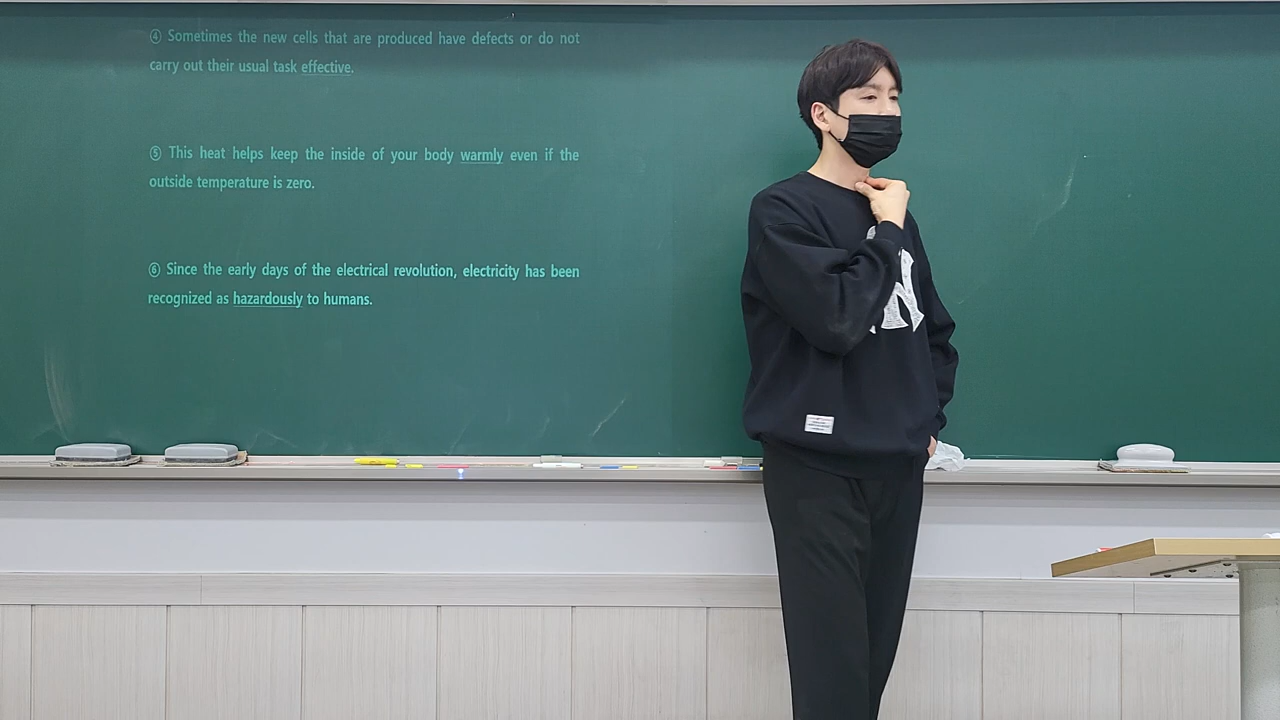 ④ Sometimes the new cells that are produced have defects or do not
carry out their usual task effective.
⑤ This heat helps keep the inside of your body warmly even if the
outside temperature is zero.
⑥ Since the early days of the electrical revolution, electricity has been
recognized as hazardously to humans.